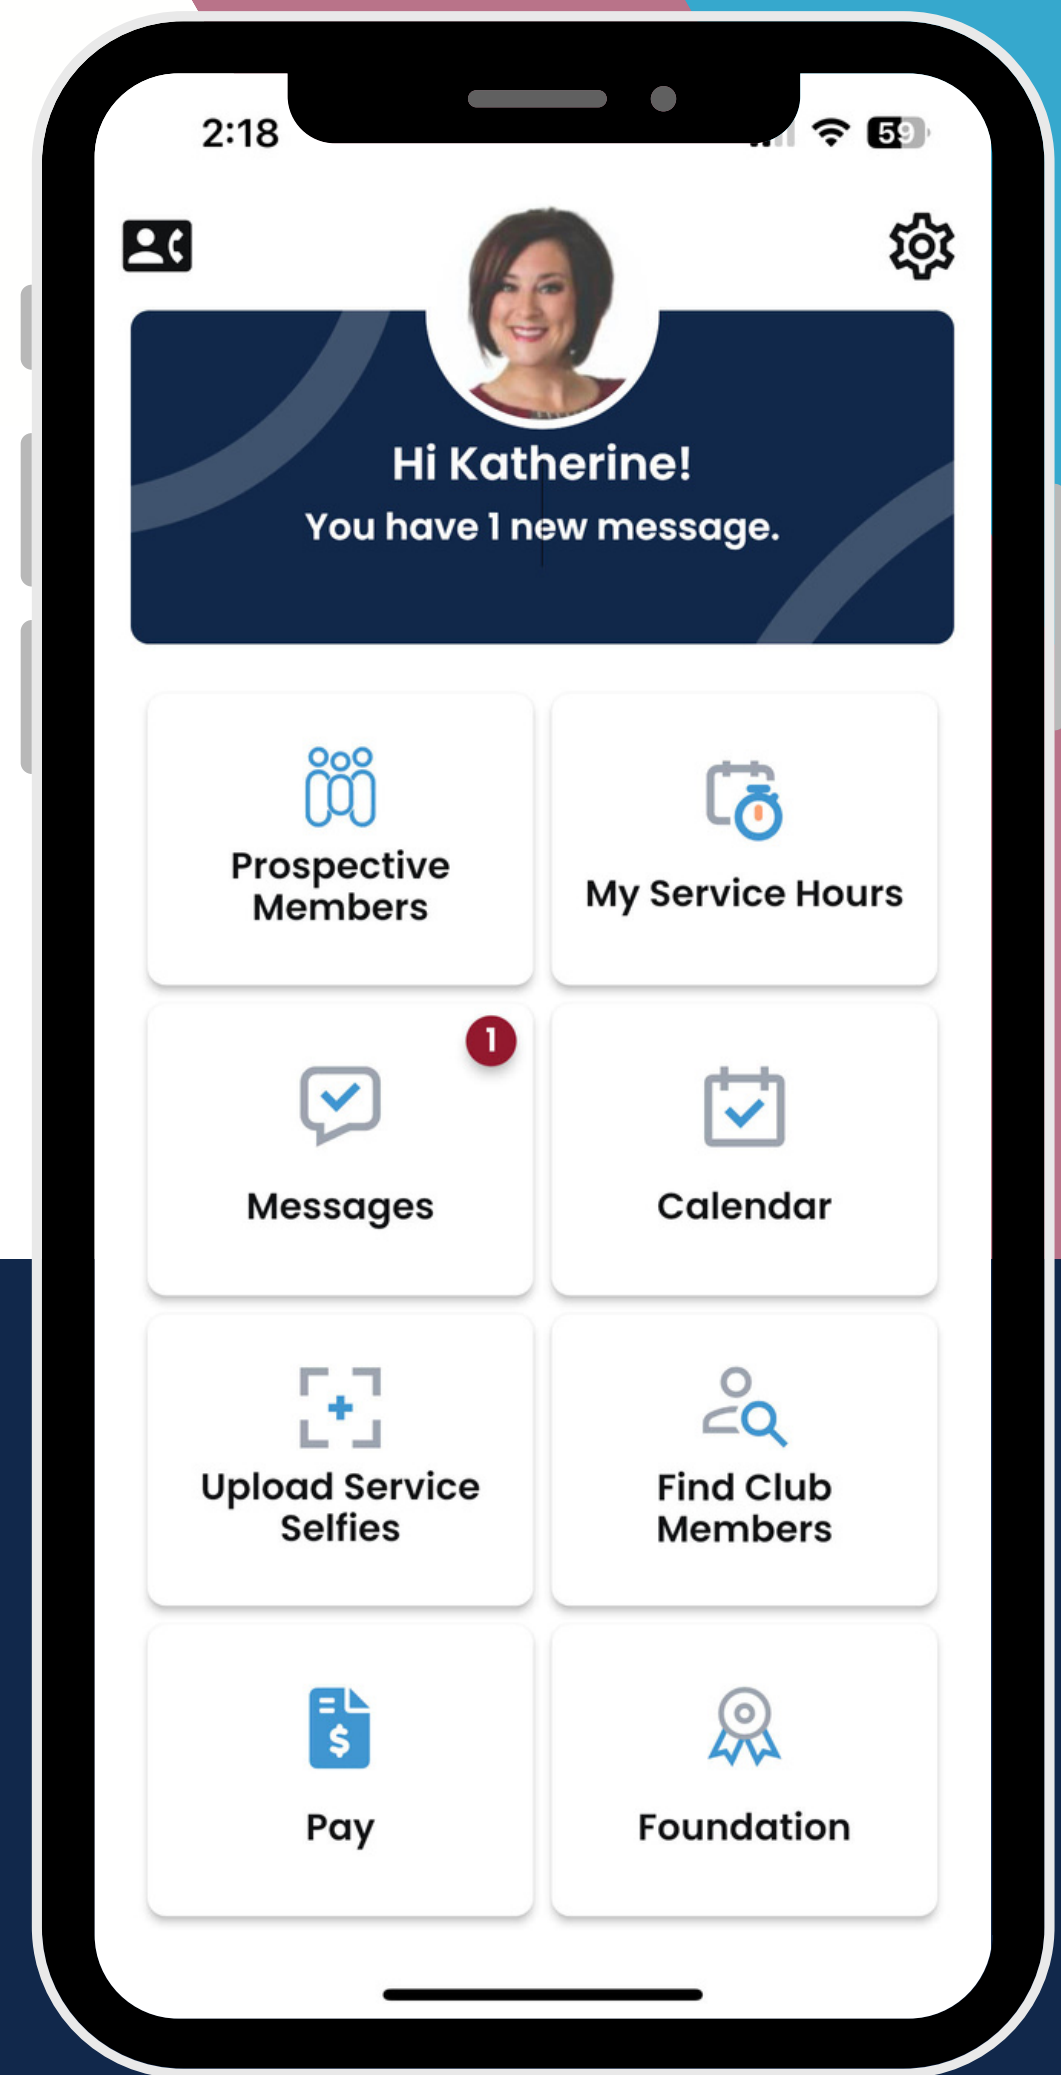 2:18
59
Hi Katherine!
You have 1 new message.
Prospective
Members
My Service Hours
1
Messages
Calendar
Upload Service
Selfies
Find Club
Members
$
Pay
Foundation